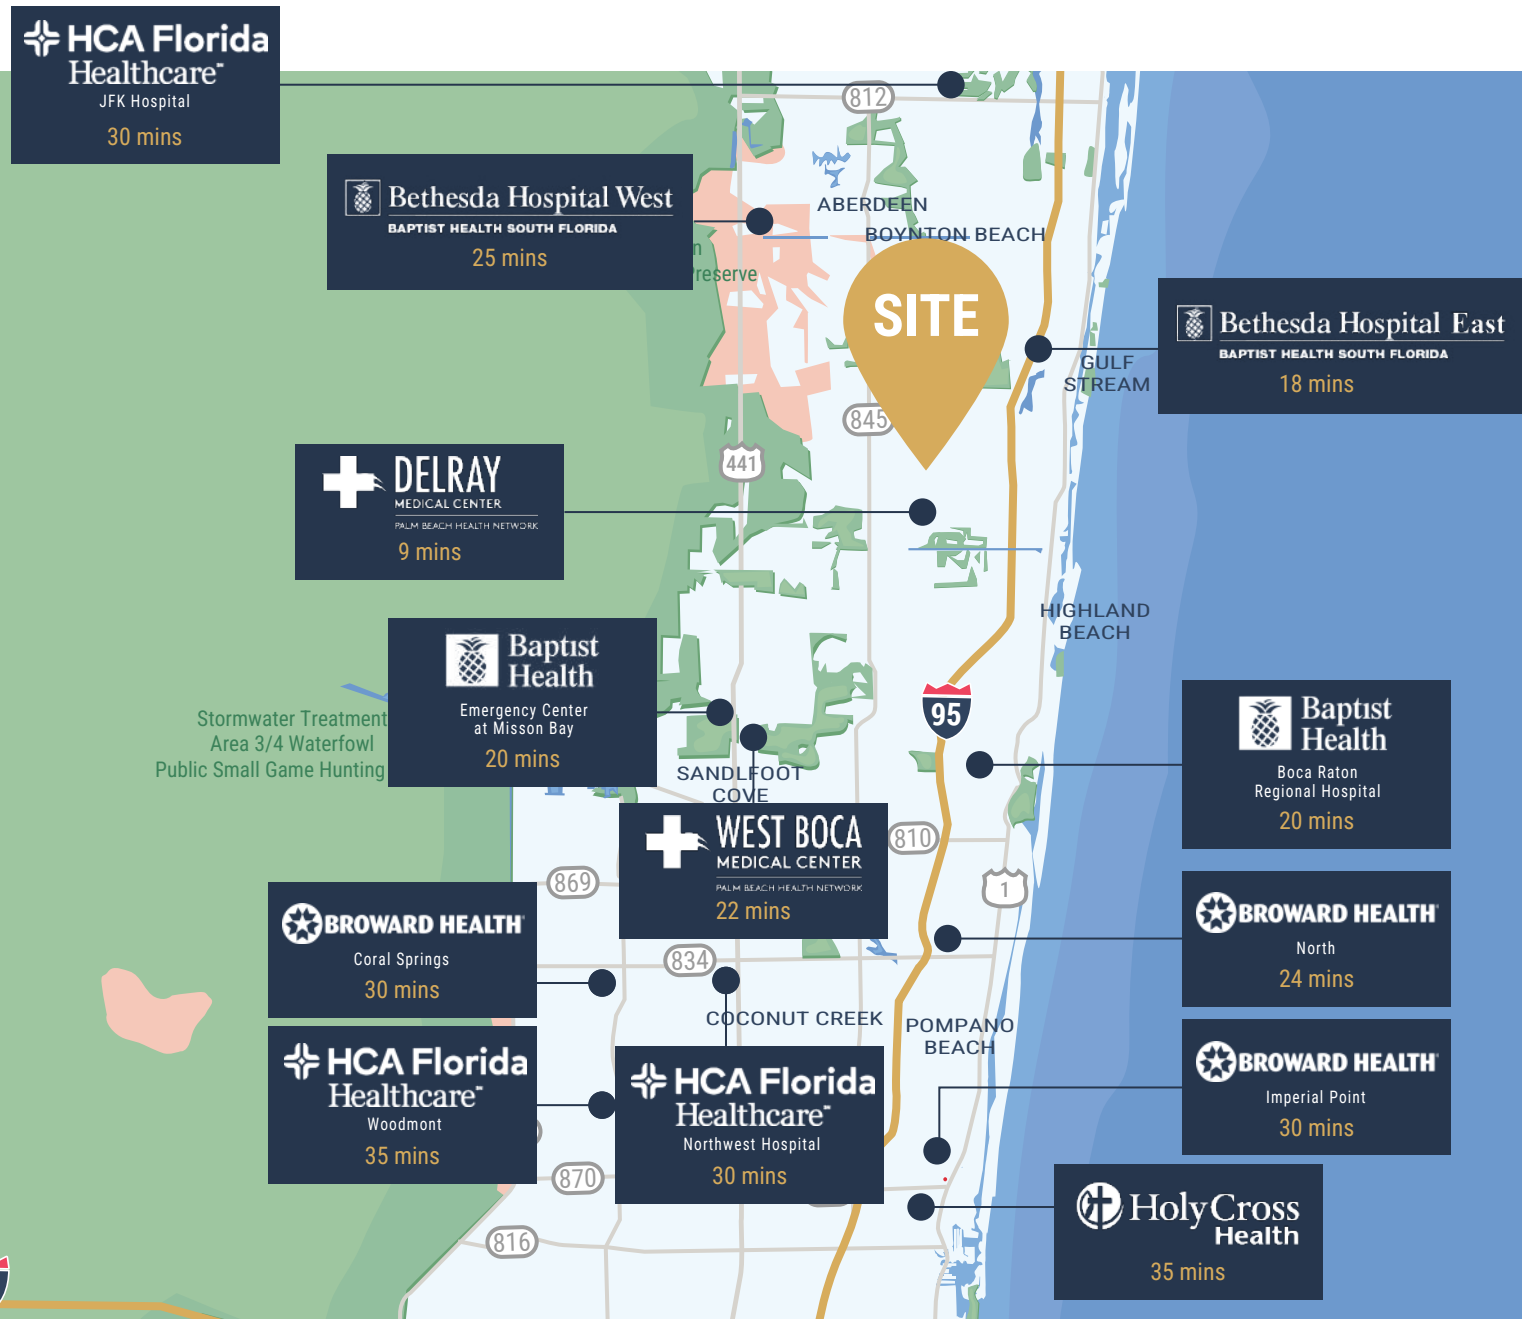 HCA Florida
Healthcare™
JFK Hospital
30 mins
812
Bethesda Hospital West
BAPTIST HEALTH SOUTH FLORIDA
25 mins
ABERDEEN
BOYNTON BEACH
n
Preserve
SITE
Bethesda Hospital East
BAPTIST HEALTH SOUTH FLORIDA
18 mins
GULF
STREAM
845
441
DELRAY
MEDICAL CENTER
PALM BEACH HEALTH NETWORK
9 mins
HIGHLAND
BEACH
Baptist
Health
Emergency Center
at Misson Bay
20 mins
Stormwater Treatment
Area 3/4 Waterfowl
Public Small Game Hunting
95
Baptist
Health
Boca Raton
Regional Hospital
20 mins
SANDLFOOT
COVE
WEST BOCA
MEDICAL CENTER
PALM BEACH HEALTH NETWORK
22 mins
810
869
1
BROWARD HEALTH
Coral Springs
30 mins
BROWARD HEALTH
North
24 mins
834
COCONUT CREEK
POMPANO
BEACH
HCA Florida
Healthcare™
Woodmont
35 mins
HCA Florida
Healthcare™
Northwest Hospital
30 mins
BROWARD HEALTH
Imperial Point
30 mins
870
816
HolyCross
Health
35 mins